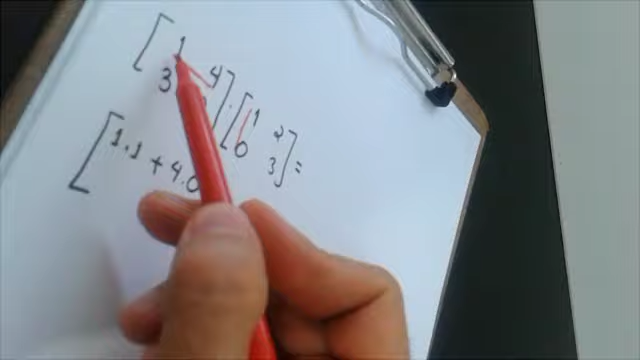 [ 1 4 ] · [ 1 2 ] =
3 0 3
[ 1.1 + 4.0